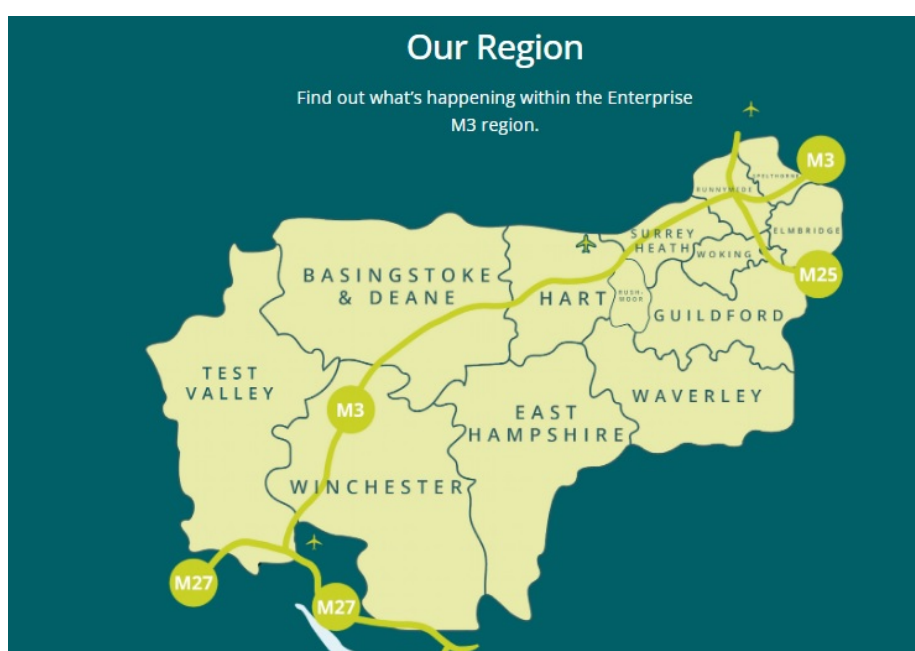 Our Region
Find out what's happening within the Enterprise
M3 region.
M3
SPELTHORNE
RUNNYMEDE
ELMBRIDGE
SURREY
HEATH
WOKING
M25
BASINGSTOKE
& DEANE
HART
RUSH-
MOOR
GUILDFORD
TEST
VALLEY
M3
WAVERLEY
EAST
HAMPSHIRE
WINCHESTER
M27
M27